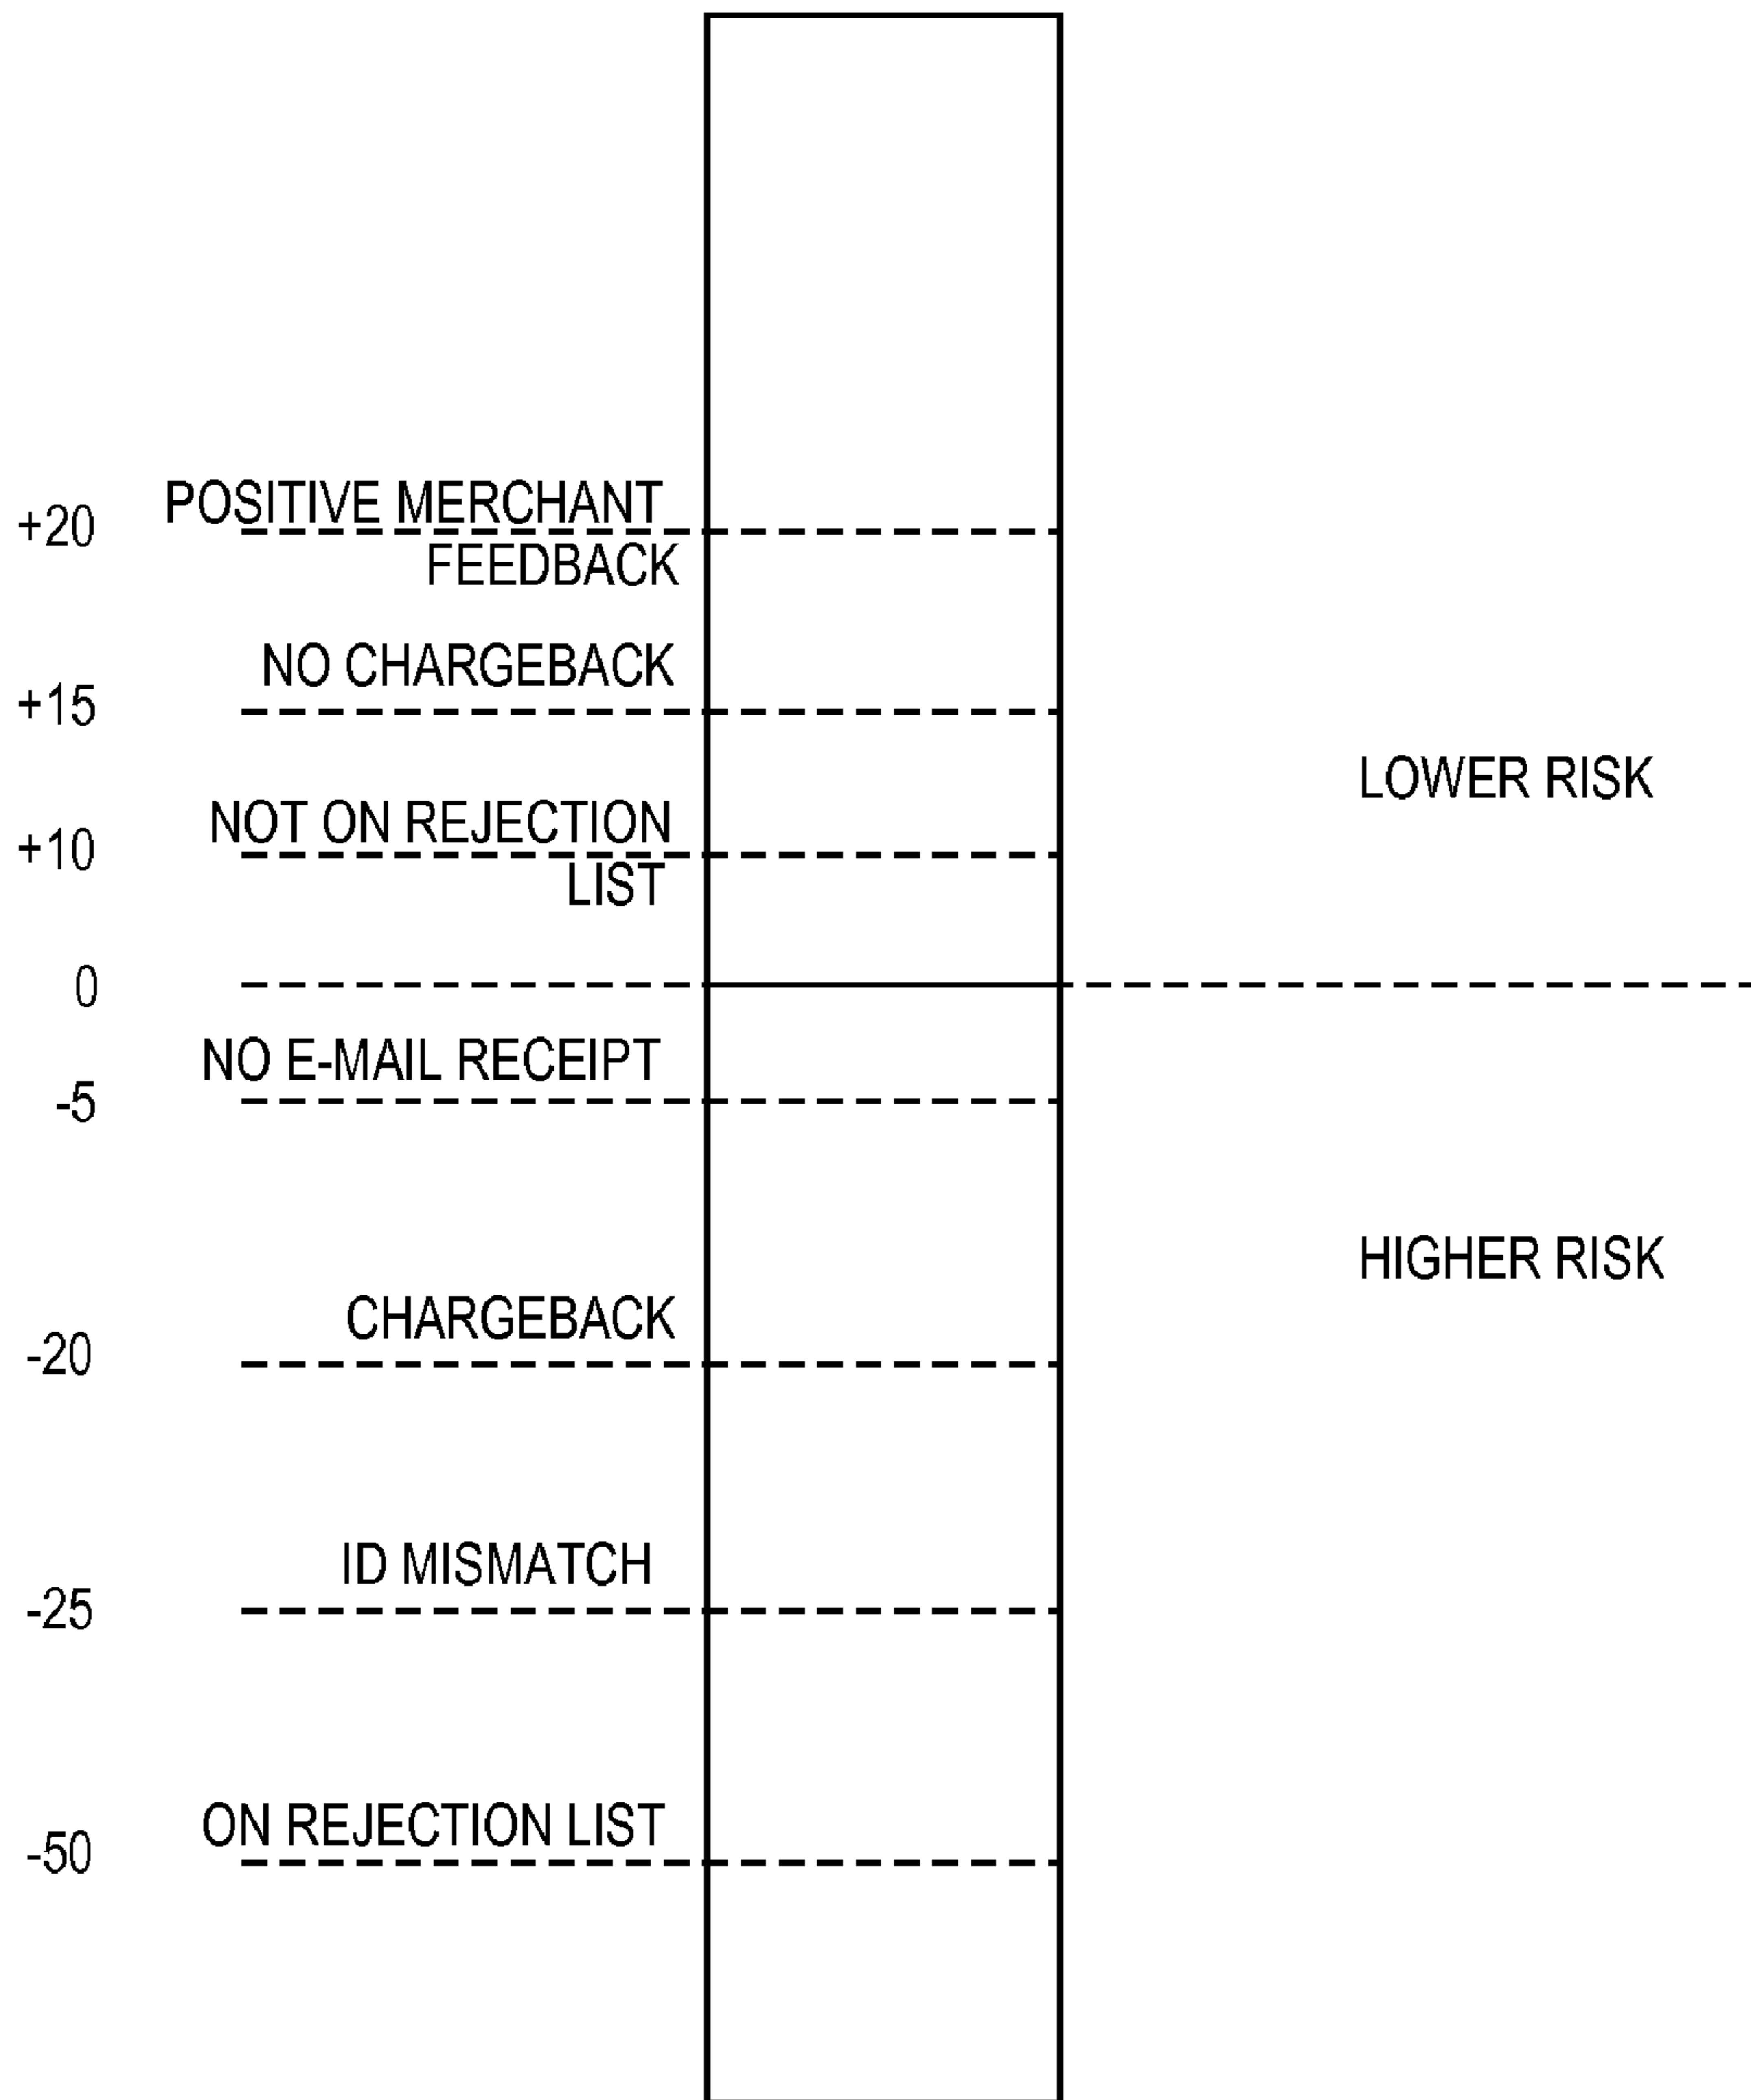 POSITIVE MERCHANT
+20
FEEDBACK
NO CHARGEBACK
+15
LOWER RISK
NOT ON REJECTION
+10
LIST
0
NO E-MAIL RECEIPT
-5
HIGHER RISK
CHARGEBACK
-20
ID MISMATCH
-25
ON REJECTION LIST
-50